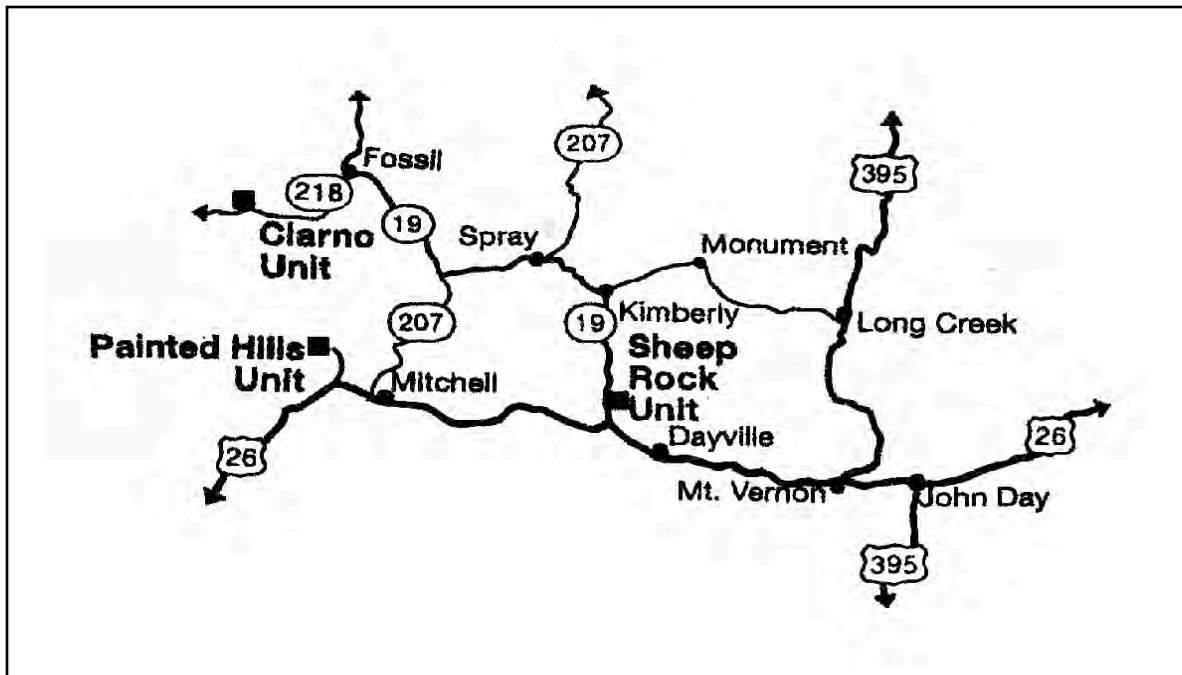 207
Fossil
395
218
19
Clarno
Unit
Spray
Monument
207
19
Kimberly
Long Creek
Painted Hills
Unit
Sheep
Rock
Unit
Mitchell
26
Dayville
26
Mt. Vernon
John Day
395